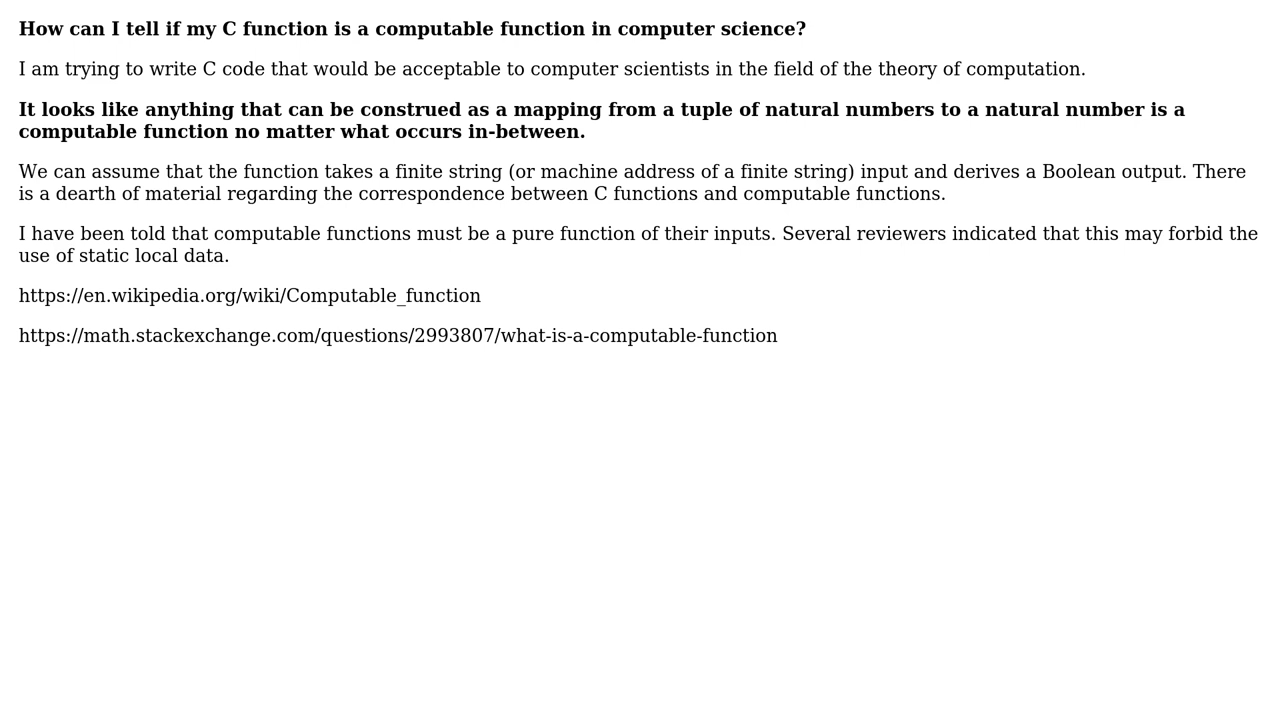 How can I tell if my C function is a computable function in computer science?
I am trying to write C code that would be acceptable to computer scientists in the field of the theory of computation.
It looks like anything that can be construed as a mapping from a tuple of natural numbers to a natural number is a
computable function no matter what occurs in-between.
We can assume that the function takes a finite string (or machine address of a finite string) input and derives a Boolean output. There
is a dearth of material regarding the correspondence between C functions and computable functions.
I have been told that computable functions must be a pure function of their inputs. Several reviewers indicated that this may forbid the
use of static local data.
https://en.wikipedia.org/wiki/Computable_function
https://math.stackexchange.com/questions/2993807/what-is-a-computable-function